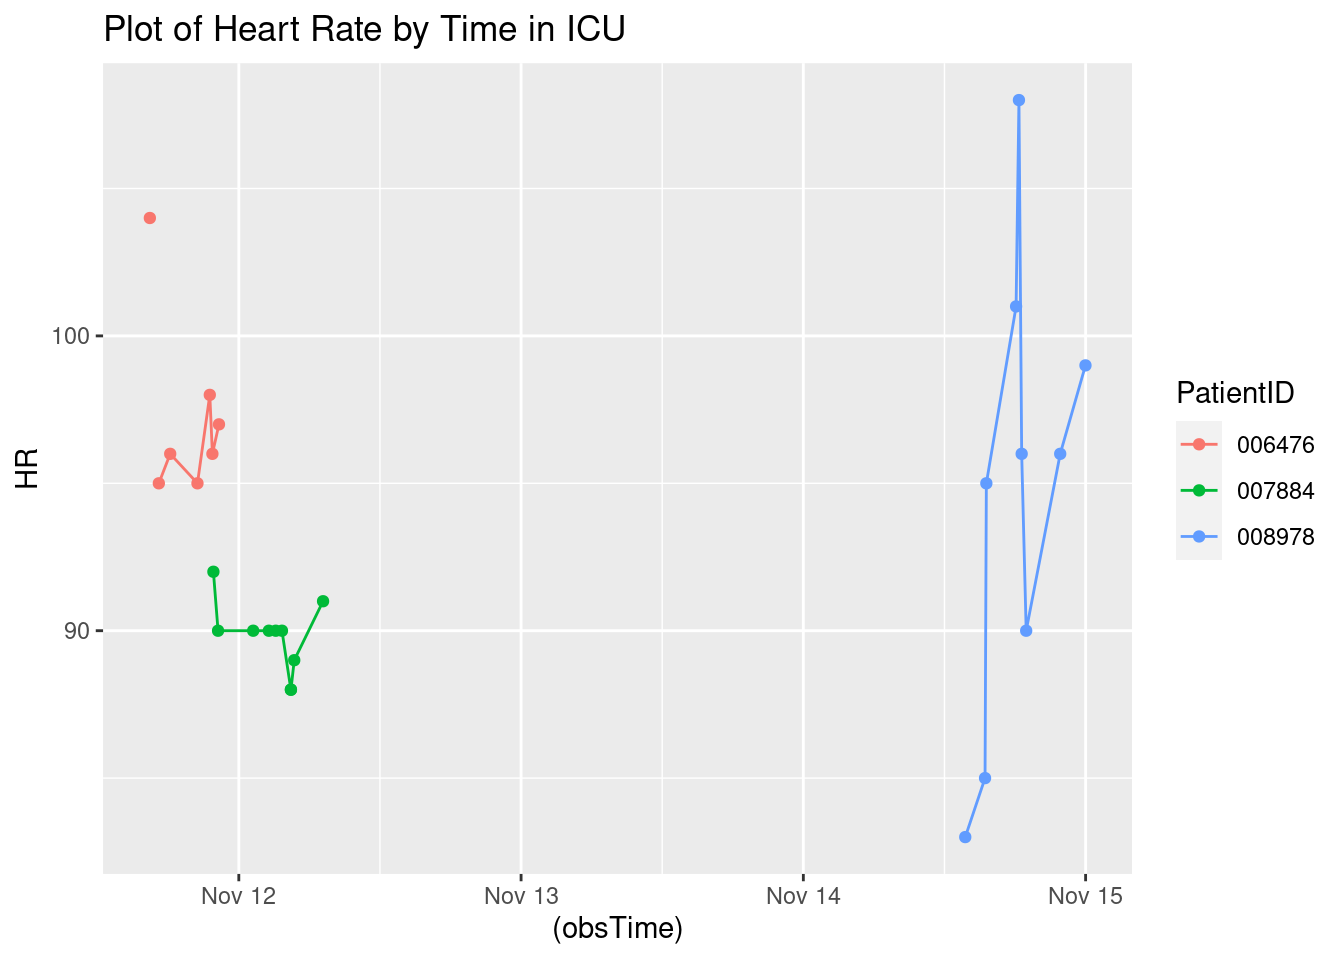 Plot of Heart Rate by Time in ICU
HR
100
90
Nov 12
Nov 13
Nov 14
Nov 15
(obsTime)
PatientID
006476
007884
008978